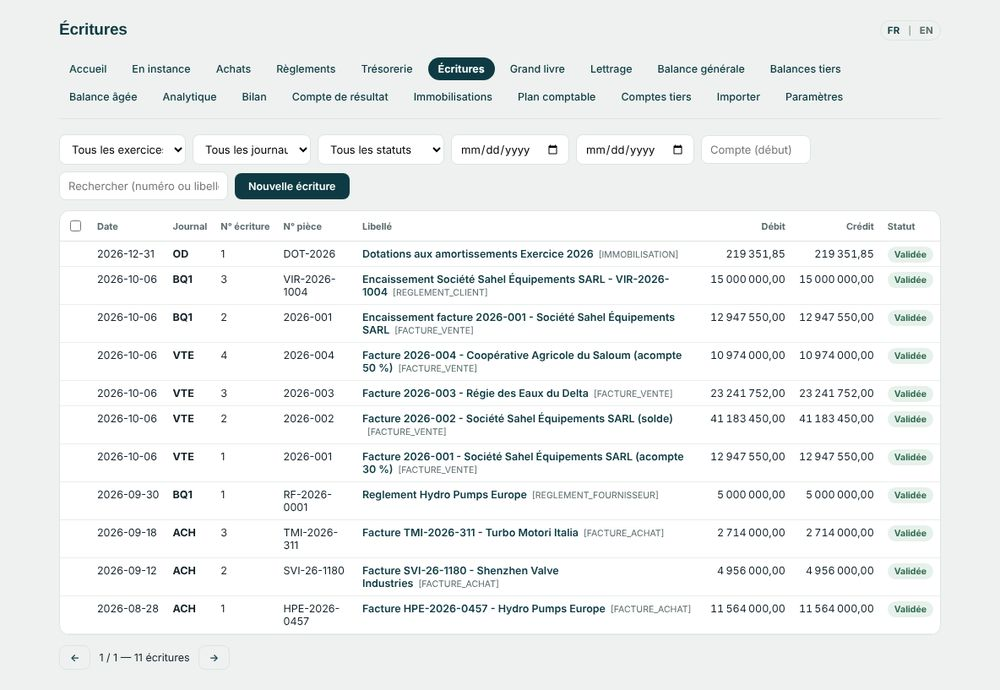 Écritures
FR | EN
Accueil En instance Achats Règlements Trésorerie Écritures Grand livre Lettrage Balance générale Balances tiers
Balance âgée Analytique Bilan Compte de résultat Immobilisations Plan comptable Comptes tiers Importer Paramètres
Tous les exercices Tous les journau Tous les statuts mm/dd/yyyy mm/dd/yyyy Compte (début)
Rechercher (numéro ou libell Nouvelle écriture
Date Journal N° écriture N° pièce Libellé Débit Crédit Statut
2026-12-31 OD 1 DOT-2026 Dotations aux amortissements Exercice 2026 [IMMOBILISATION] 219 351,85 219 351,85 Validée
2026-10-06 BQ1 3 VIR-2026-1004 Encaissement Société Sahel Équipements SARL - VIR-2026-1004 [REGLEMENT_CLIENT] 15 000 000,00 15 000 000,00 Validée
2026-10-06 BQ1 2 2026-001 Encaissement facture 2026-001 - Société Sahel Équipements SARL [FACTURE_VENTE] 12 947 550,00 12 947 550,00 Validée
2026-10-06 VTE 4 2026-004 Facture 2026-004 - Coopérative Agricole du Saloum (acompte 50 %) [FACTURE_VENTE] 10 974 000,00 10 974 000,00 Validée
2026-10-06 VTE 3 2026-003 Facture 2026-003 - Régie des Eaux du Delta [FACTURE_VENTE] 23 241 752,00 23 241 752,00 Validée
2026-10-06 VTE 2 2026-002 Facture 2026-002 - Société Sahel Équipements SARL (solde) [FACTURE_VENTE] 41 183 450,00 41 183 450,00 Validée
2026-10-06 VTE 1 2026-001 Facture 2026-001 - Société Sahel Équipements SARL (acompte 30 %) [FACTURE_VENTE] 12 947 550,00 12 947 550,00 Validée
2026-09-30 BQ1 1 RF-2026-0001 Reglement Hydro Pumps Europe [REGLEMENT_FOURNISSEUR] 5 000 000,00 5 000 000,00 Validée
2026-09-18 ACH 3 TMI-2026-311 Facture TMI-2026-311 - Turbo Motori Italia [FACTURE_ACHAT] 2 714 000,00 2 714 000,00 Validée
2026-09-12 ACH 2 SVI-26-1180 Facture SVI-26-1180 - Shenzhen Valve Industries [FACTURE_ACHAT] 4 956 000,00 4 956 000,00 Validée
2026-08-28 ACH 1 HPE-2026-0457 Facture HPE-2026-0457 - Hydro Pumps Europe [FACTURE_ACHAT] 11 564 000,00 11 564 000,00 Validée
← 1 / 1 — 11 écritures →